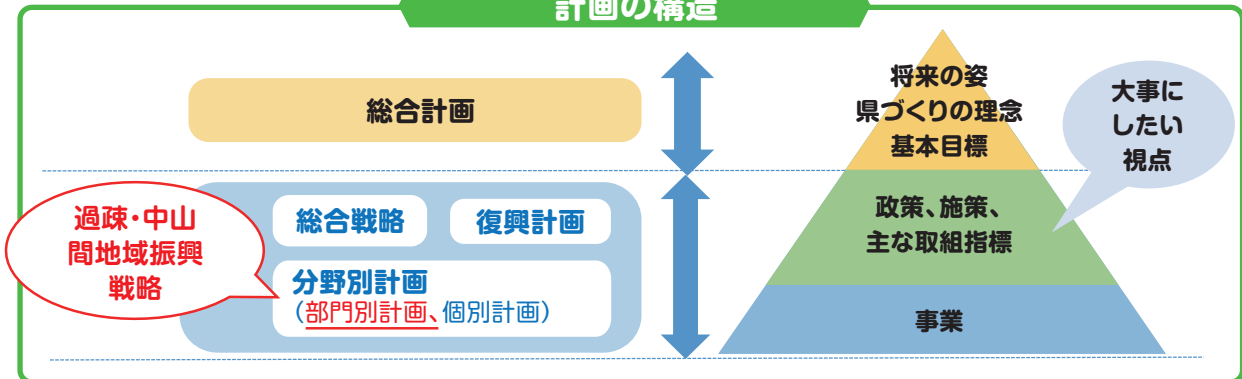 計画の構造
総合計画
将来の姿
県づくりの理念
基本目標
大事に
したい
視点
過疎・中山
間地域振興
戦略
総合戦略
復興計画
分野別計画
（部門別計画、個別計画）
政策、施策、
主な取組指標
事業